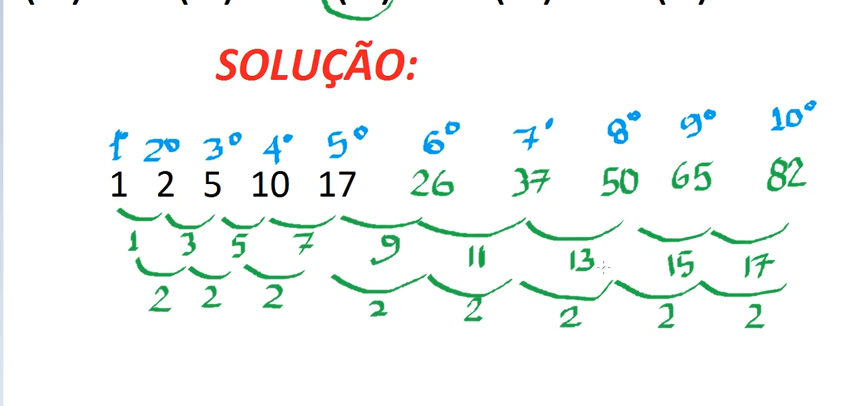 SOLUÇÃO:
1º 2º 3º 4º 5º 6º 7º 8º 9º 10º
1 2 5 10 17 26 37 50 65 82
1 3 5 7 9 11 13 15 17
2 2 2 2 2 2 2 2